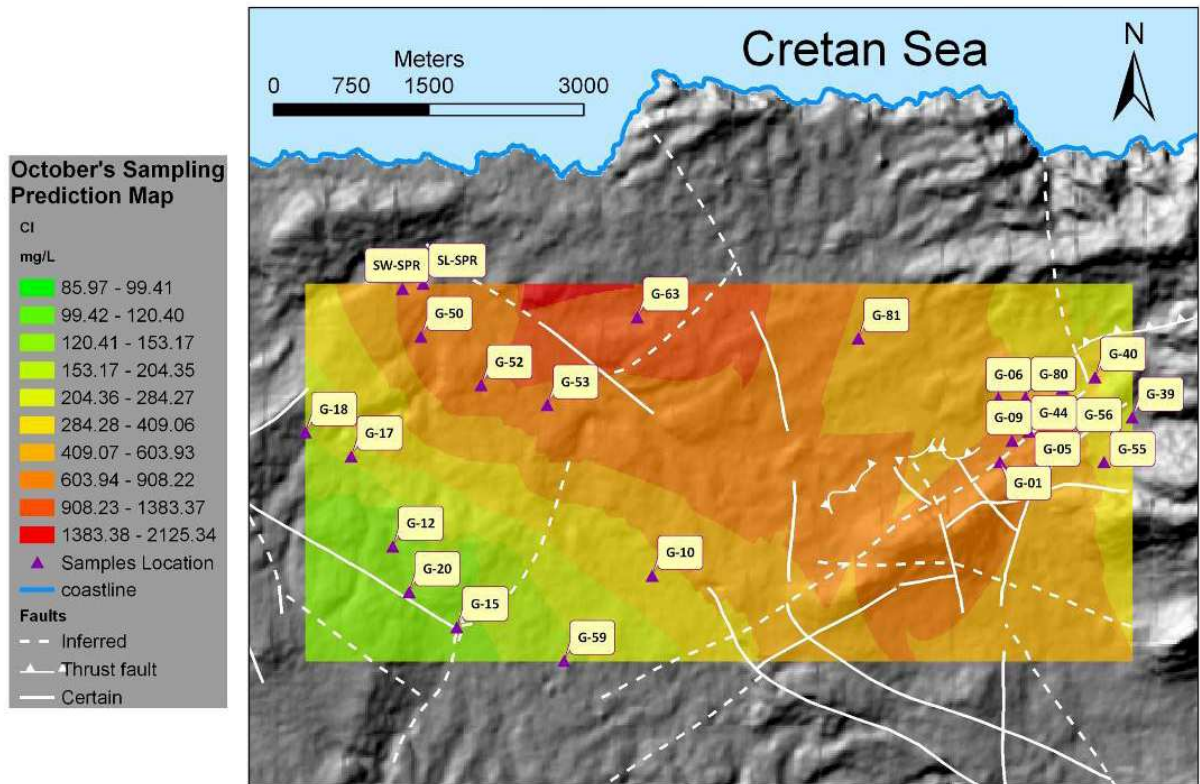 October's Sampling
Prediction Map
Cl
mg/L
85.97 - 99.41
99.42 - 120.40
120.41 - 153.17
153.17 - 204.35
204.36 - 284.27
284.28 - 409.06
409.07 - 603.93
603.94 - 908.22
908.23 - 1383.37
1383.38 - 2125.34
Samples Location
coastline
Faults
Inferred
Thrust fault
Certain
Meters
0 750 1500 3000
Cretan Sea
N
SW-SPR
SL-SPR
G-50
G-63
G-81
G-52
G-53
G-40
G-06
G-80
G-39
G-18
G-17
G-09
G-44
G-56
G-05
G-55
G-01
G-12
G-20
G-10
G-15
G-59